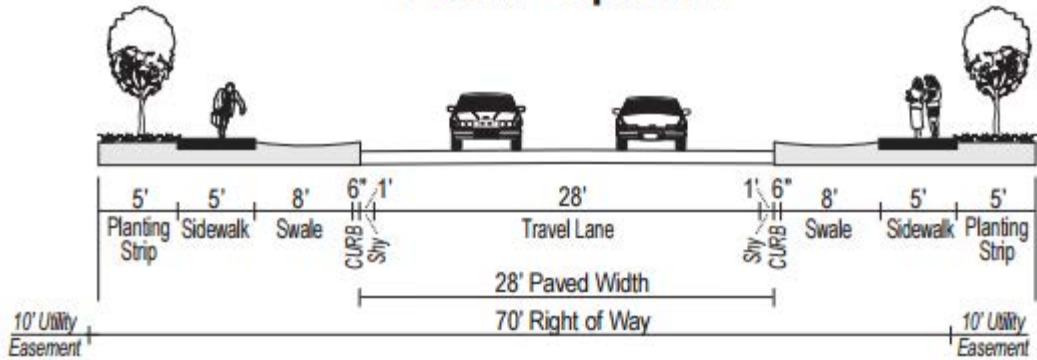 5' 5' 8' 6" 1' 28' 1' 6" 8' 5' 5'
Planting Strip Sidewalk Swale CURB Shy Travel Lane Shy CURB Swale Sidewalk Planting Strip
28' Paved Width
70' Right of Way
10' Utility Easement
10' Utility Easement